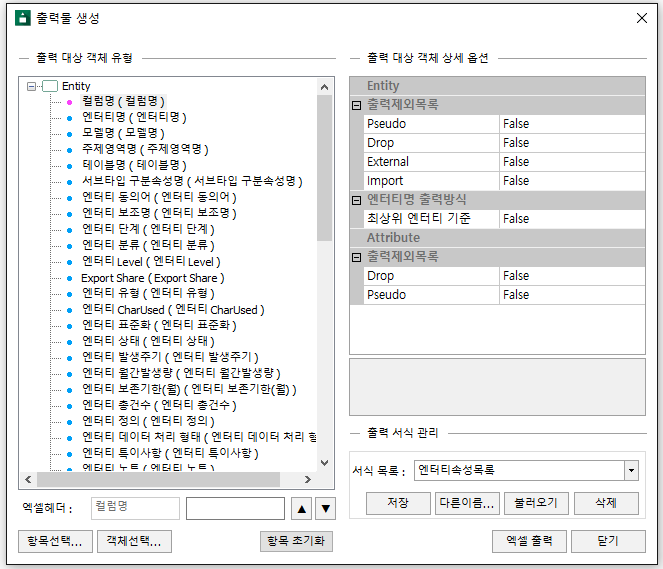 출력물 생성
출력 대상 객체 유형
Entity
컬럼명 ( 컬럼명 )
엔터티명 ( 엔터티명 )
모델명 ( 모델명 )
주제영역명 ( 주제영역명 )
테이블명 ( 테이블명 )
서브타입 구분속성명 ( 서브타입 구분속성명 )
엔터티 동의어 ( 엔터티 동의어 )
엔터티 보조명 ( 엔터티 보조명 )
엔터티 단계 ( 엔터티 단계 )
엔터티 분류 ( 엔터티 분류 )
엔터티 Level ( 엔터티 Level )
Export Share ( Export Share )
엔터티 유형 ( 엔터티 유형 )
엔터티 CharUsed ( 엔터티 CharUsed )
엔터티 표준화 ( 엔터티 표준화 )
엔터티 상태 ( 엔터티 상태 )
엔터티 발생주기 ( 엔터티 발생주기 )
엔터티 월간발생량 ( 엔터티 월간발생량 )
엔터티 보존기한(월) ( 엔터티 보존기한(월) )
엔터티 총건수 ( 엔터티 총건수 )
엔터티 정의 ( 엔터티 정의 )
엔터티 데이터 처리 형태 ( 엔터티 데이터 처리 형
엔터티 특이사항 ( 엔터티 특이사항 )
엔터티 노트 ( 엔터티 노트 )
엑셀헤더 : 컬럼명
항목선택... 객체선택... 항목 초기화
출력 대상 객체 상세 옵션
Entity
출력제외목록
Pseudo False
Drop False
External False
Import False
엔터티명 출력방식
최상위 엔터티 기준 False
Attribute
출력제외목록
Drop False
Pseudo False
출력 서식 관리
서식 목록 : 엔터티속성목록
저장 다른이름... 불러오기 삭제
엑셀 출력 닫기